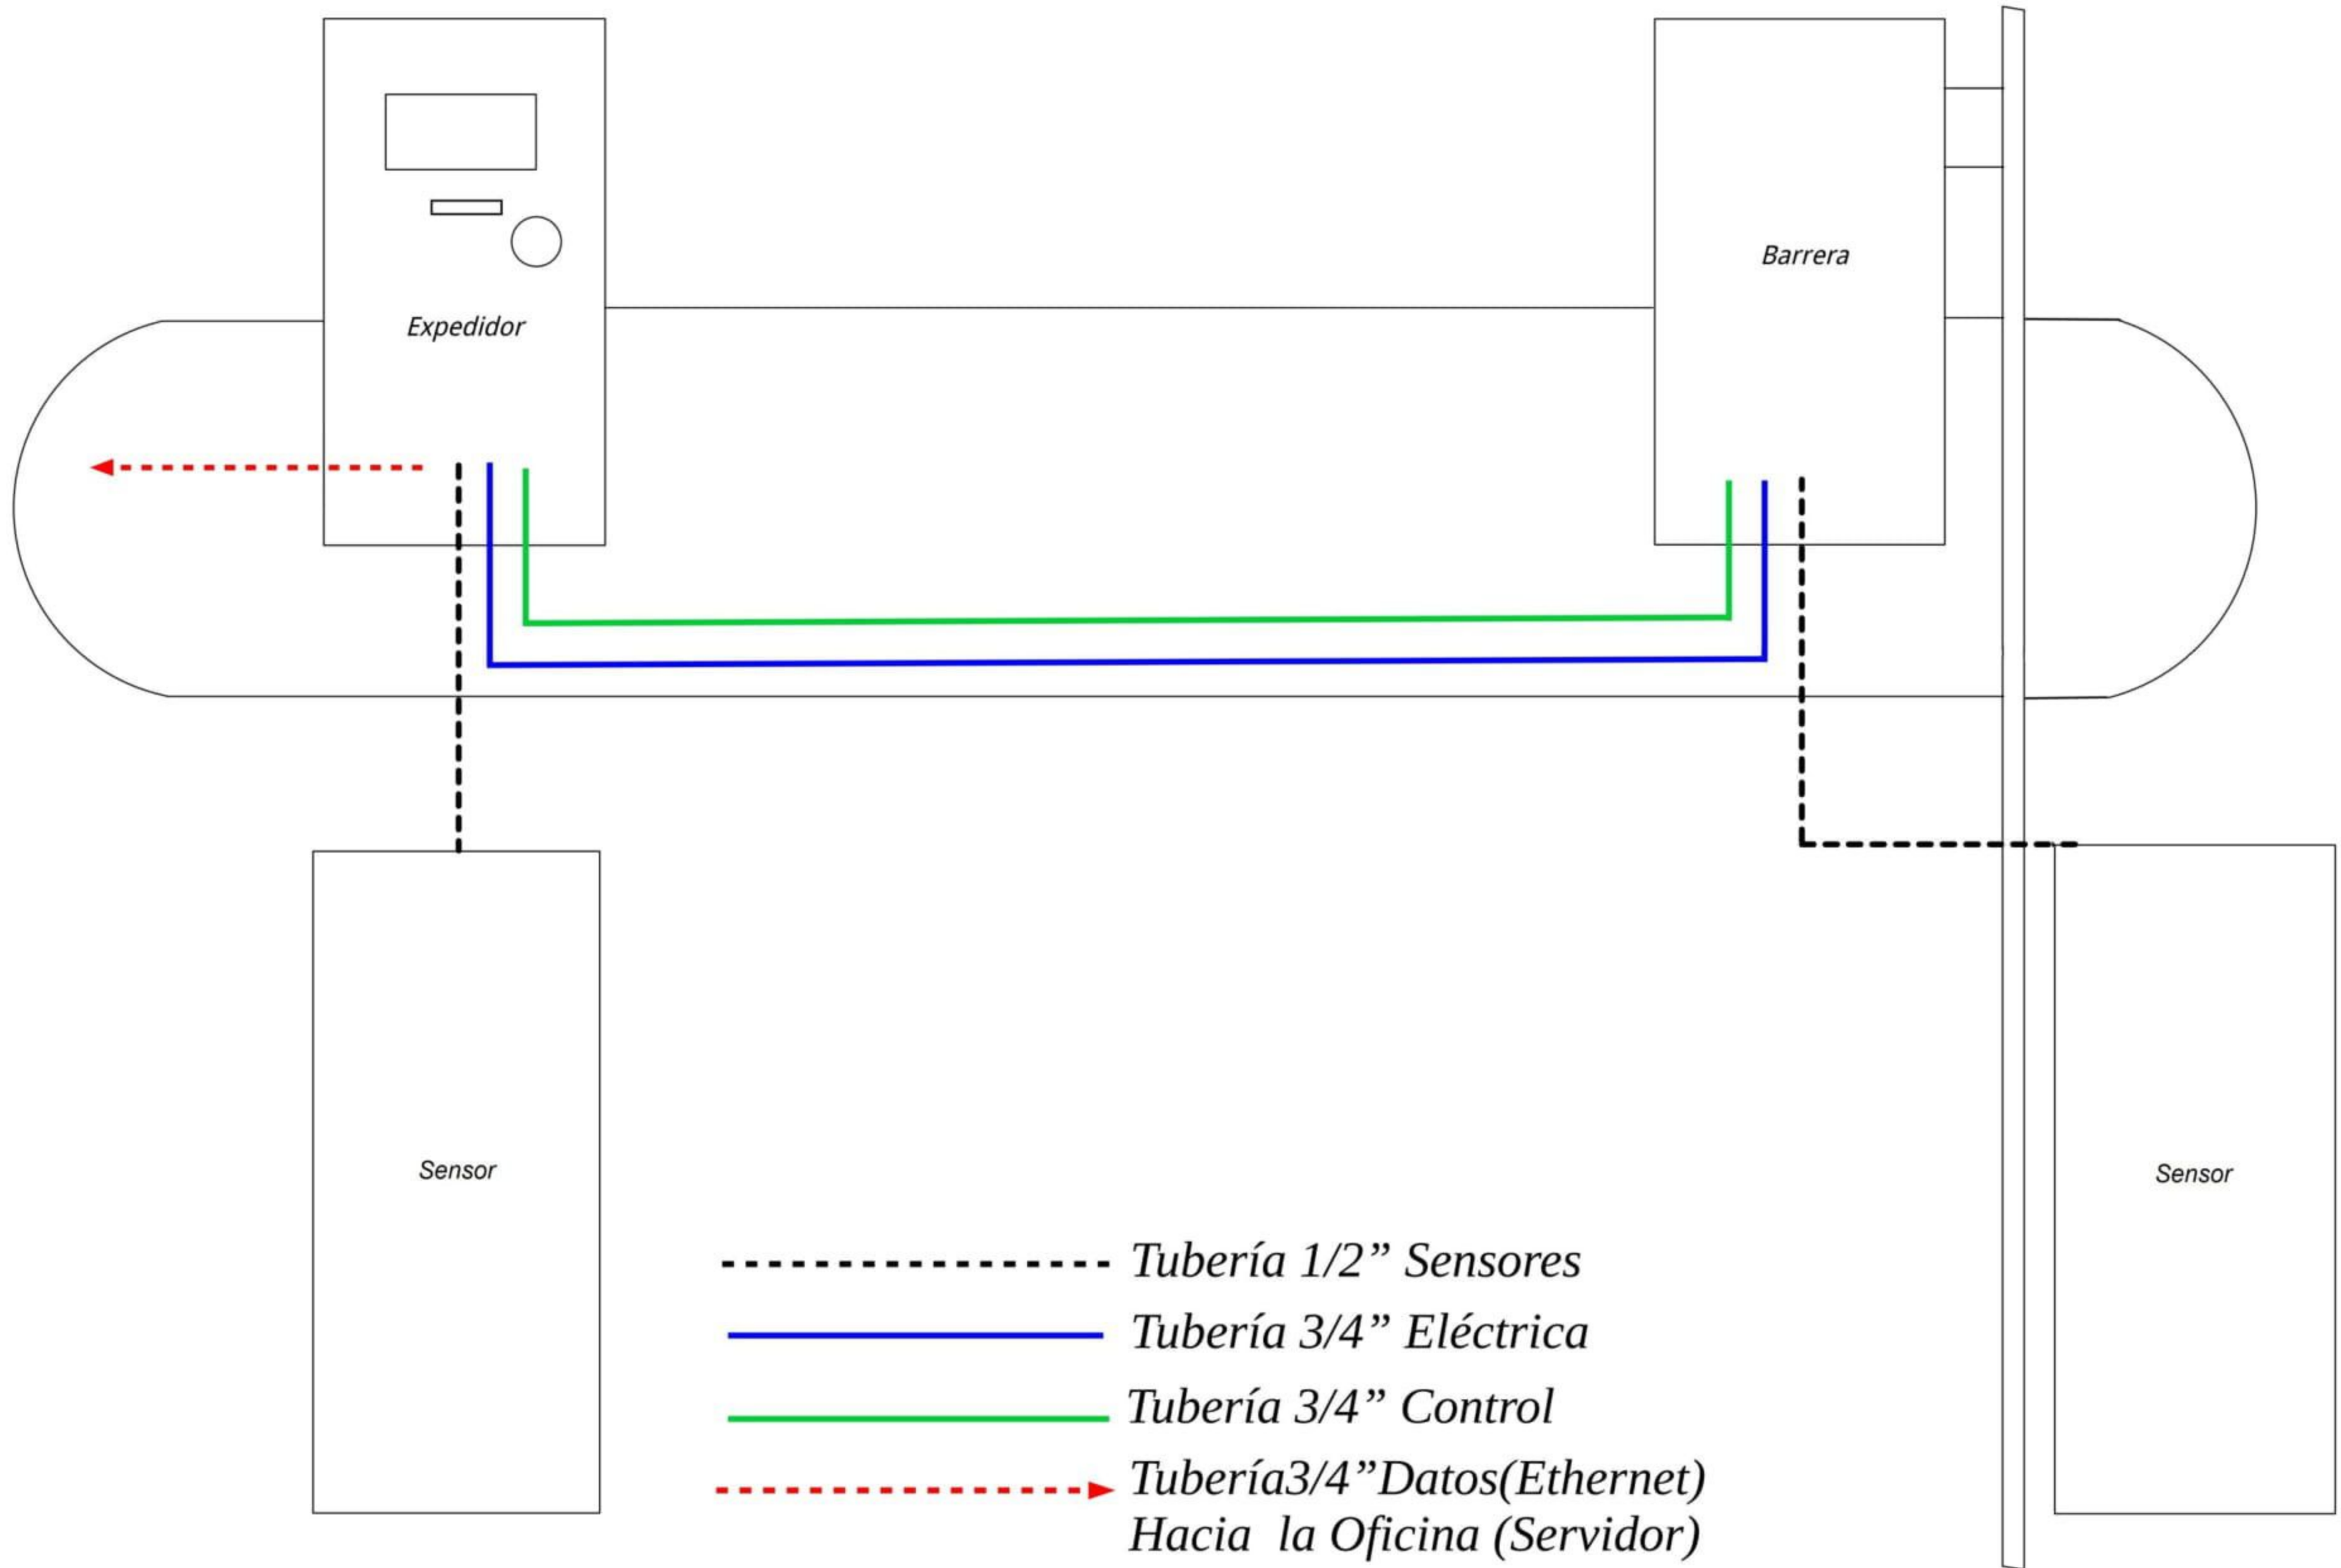 Barrera
Expedidor
Sensor
Sensor
Tubería 1/2” Sensores
Tubería 3/4” Eléctrica
Tubería 3/4” Control
Tubería3/4”Datos(Ethernet)
Hacia la Oficina (Servidor)